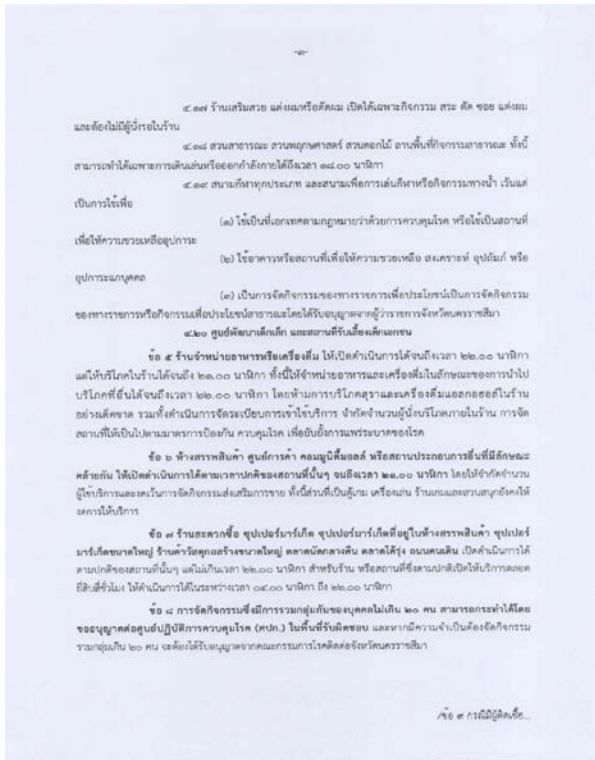 -๓-
๔.๑๗ ร้านเสริมสวย แต่งผมหรือตัดผม เปิดได้เฉพาะกิจกรรม สระ ตัด ซอย แต่งผม
และต้องไม่มีผู้นั่งรอในร้าน
๔.๑๘ สวนสาธารณะ สวนพฤกษศาสตร์ สวนดอกไม้ ลานพื้นที่กิจกรรมสาธารณะ ทั้งนี้
สามารถทำได้เฉพาะการเดินเล่นหรือออกกำลังกายได้ถึงเวลา ๑๘.๐๐ นาฬิกา
๔.๑๙ สนามกีฬาทุกประเภท และสนามเพื่อการเล่นกีฬาหรือกิจกรรมทางน้ำ เว้นแต่
เป็นการใช้เพื่อ
(๑) ใช้เป็นที่เอกเทศตามกฎหมายว่าด้วยการควบคุมโรค หรือใช้เป็นสถานที่
เพื่อให้ความช่วยเหลืออุปการะ
(๒) ใช้อาคารหรือสถานที่เพื่อให้ความช่วยเหลือ สงเคราะห์ อุปถัมภ์ หรือ
อุปการะแก่บุคคล
(๓) เป็นการจัดกิจกรรมของทางราชการเพื่อประโยชน์เป็นการจัดกิจกรรม
ของทางราชการหรือกิจกรรมเพื่อประโยชน์สาธารณะโดยได้รับอนุญาตจากผู้ว่าราชการจังหวัดนครราชสีมา
๔.๒๐ ศูนย์พัฒนาเด็กเล็ก และสถานที่รับเลี้ยงเด็กเอกชน
ข้อ ๕ ร้านจำหน่ายอาหารหรือเครื่องดื่ม ให้เปิดดำเนินการได้จนถึงเวลา ๒๒.๐๐ นาฬิกา
แต่ให้บริโภคในร้านได้จนถึง ๒๑.๐๐ นาฬิกา ทั้งนี้ให้จำหน่ายอาหารและเครื่องดื่มในลักษณะของการนำไป
บริโภคที่อื่นได้จนถึงเวลา ๒๒.๐๐ นาฬิกา โดยห้ามการบริโภคสุราและเครื่องดื่มแอลกอฮอล์ในร้าน
อย่างเด็ดขาด รวมทั้งดำเนินการจัดระเบียบการเข้าใช้บริการ จำกัดจำนวนผู้นั่งบริโภคภายในร้าน การจัด
สถานที่ให้เป็นไปตามมาตรการป้องกัน ควบคุมโรค เพื่อยับยั้งการแพร่ระบาดของโรค
ข้อ ๖ ห้างสรรพสินค้า ศูนย์การค้า คอมมูนิตี้มอลล์ หรือสถานประกอบการอื่นที่มีลักษณะ
คล้ายกัน ให้เปิดดำเนินการได้ตามเวลาปกติของสถานที่นั้นๆ จนถึงเวลา ๒๑.๐๐ นาฬิกา โดยให้จำกัดจำนวน
ผู้ใช้บริการและงดเว้นการจัดกิจกรรมส่งเสริมการขาย ทั้งนี้ส่วนที่เป็นตู้เกม เครื่องเล่น ร้านเกมและสวนสนุกยังคงให้
งดการให้บริการ
ข้อ ๗ ร้านสะดวกซื้อ ซุปเปอร์มาร์เก็ต ซุปเปอร์มาร์เก็ตที่อยู่ในห้างสรรพสินค้า ซุปเปอร์
มาร์เก็ตขนาดใหญ่ ร้านค้าวัสดุก่อสร้างขนาดใหญ่ ตลาดนัดกลางคืน ตลาดโต้รุ่ง ถนนคนเดิน เปิดดำเนินการได้
ตามปกติของสถานที่นั้นๆ แต่ไม่เกินเวลา ๒๒.๐๐ นาฬิกา สำหรับร้าน หรือสถานที่ซึ่งตามปกติเปิดให้บริการตลอด
ยี่สิบสี่ชั่วโมง ให้ดำเนินการได้ในระหว่างเวลา ๐๔.๐๐ นาฬิกา ถึง ๒๒.๐๐ นาฬิกา
ข้อ ๘ การจัดกิจกรรมซึ่งมีการรวมกลุ่มกันของบุคคลไม่เกิน ๒๐ คน สามารถกระทำได้โดย
ขออนุญาตต่อศูนย์ปฏิบัติการควบคุมโรค (ศปก.) ในพื้นที่รับผิดชอบ และหากมีความจำเป็นต้องจัดกิจกรรม
รวมกลุ่มเกิน ๒๐ คน จะต้องได้รับอนุญาตจากคณะกรรมการโรคติดต่อจังหวัดนครราชสีมา
/ข้อ ๙ กรณีมีผู้ติดเชื้อ...